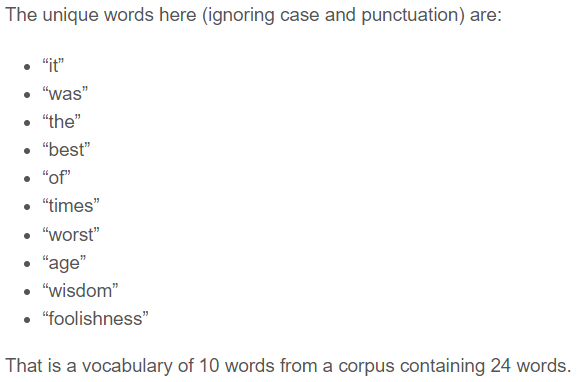 The unique words here (ignoring case and punctuation) are:
• “it”
• “was”
• “the”
• “best”
• “of”
• “times”
• “worst”
• “age”
• “wisdom”
• “foolishness”
That is a vocabulary of 10 words from a corpus containing 24 words.